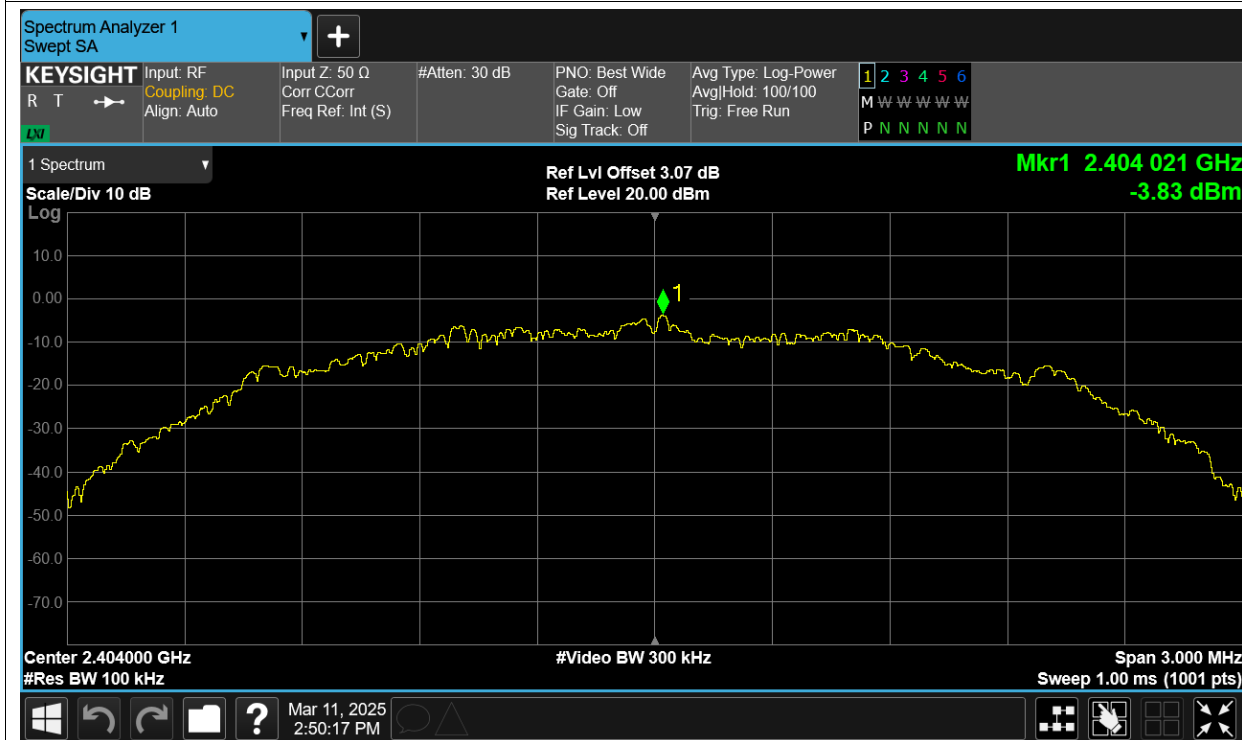 Spectrum Analyzer 1
Swept SA
KEYSIGHT
R T
LXI
Input: RF
Coupling: DC
Align: Auto
Input Z: 50 Ω
Corr CCorr
Freq Ref: Int (S)
#Atten: 30 dB
PNO: Best Wide
Gate: Off
IF Gain: Low
Sig Track: Off
Avg Type: Log-Power
Avg|Hold: 100/100
Trig: Free Run
1 2 3 4 5 6
M W W W W W
P N N N N N
1 Spectrum
Scale/Div 10 dB
Log
Ref Lvl Offset 3.07 dB
Ref Level 20.00 dBm
Mkr1 2.404 021 GHz
-3.83 dBm
1
10.0
0.00
-10.0
-20.0
-30.0
-40.0
-50.0
-60.0
-70.0
Center 2.404000 GHz
#Res BW 100 kHz
#Video BW 300 kHz
Span 3.000 MHz
Sweep 1.00 ms (1001 pts)
?
Mar 11, 2025
2:50:17 PM